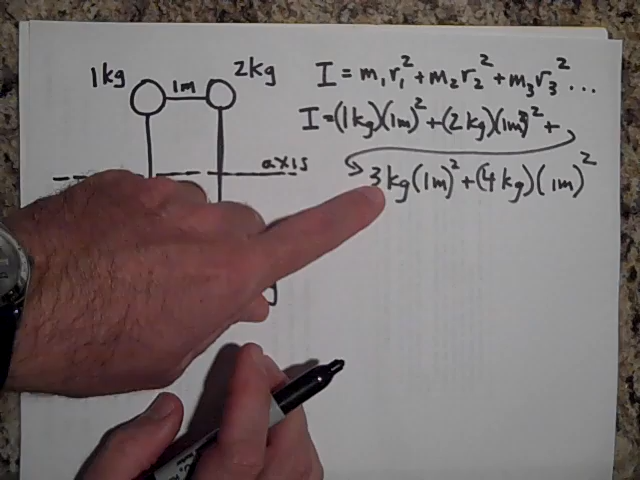 1kg 1m 2kg
I = m₁r₁² + m₂r₂² + m₃r₃² ...
I = (1kg)(1m)² + (2kg)(1m)² +
axis
3kg(1m)² + (4kg)(1m)²